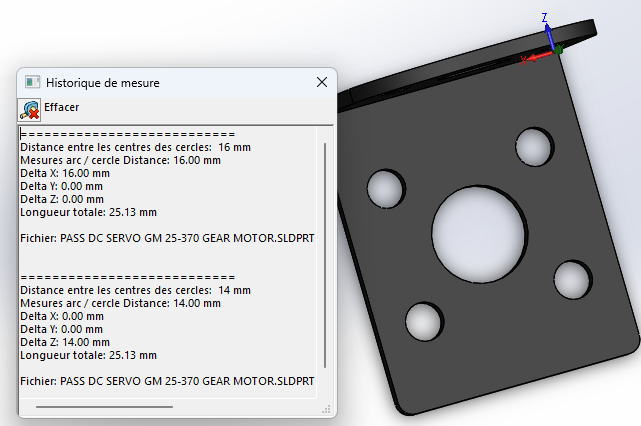 Historique de mesure
Effacer
===========================
Distance entre les centres des cercles:  16 mm
Mesures arc / cercle Distance: 16.00 mm
Delta X: 16.00 mm
Delta Y: 0.00 mm
Delta Z: 0.00 mm
Longueur totale: 25.13 mm
Fichier: PASS DC SERVO GM 25-370 GEAR MOTOR.SLDPRT
===========================
Distance entre les centres des cercles:  14 mm
Mesures arc / cercle Distance: 14.00 mm
Delta X: 0.00 mm
Delta Y: 0.00 mm
Delta Z: 14.00 mm
Longueur totale: 25.13 mm
Fichier: PASS DC SERVO GM 25-370 GEAR MOTOR.SLDPRT
Z